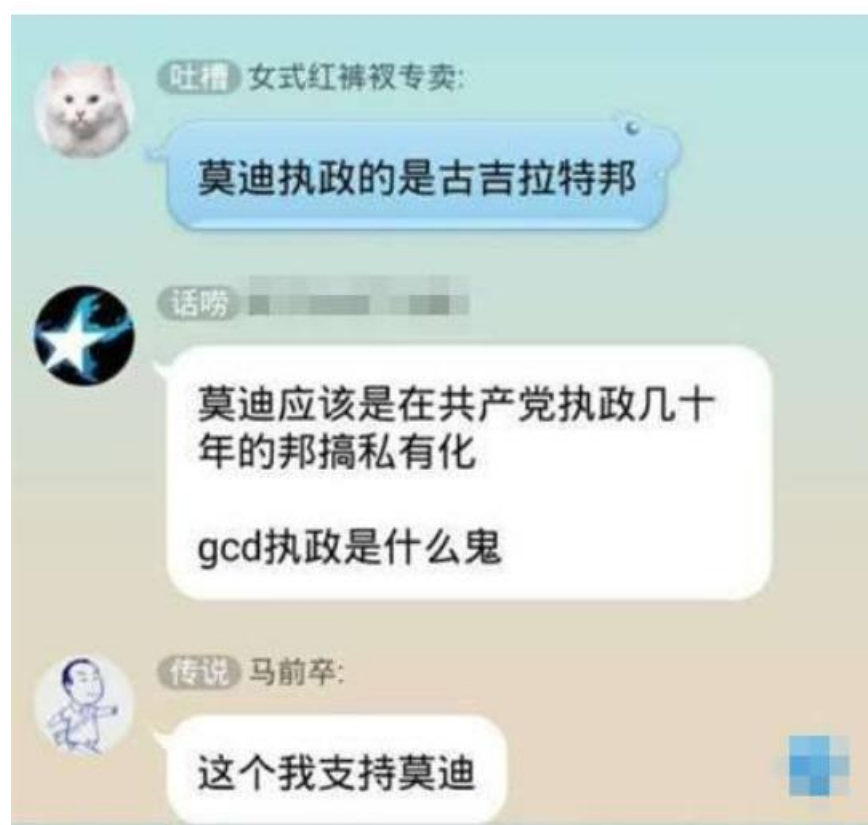 吐槽 女式红裤衩专卖:
莫迪执政的是古吉拉特邦
话唠
莫迪应该是在共产党执政几十
年的邦搞私有化
gcd执政是什么鬼
传说 马前卒:
这个我支持莫迪